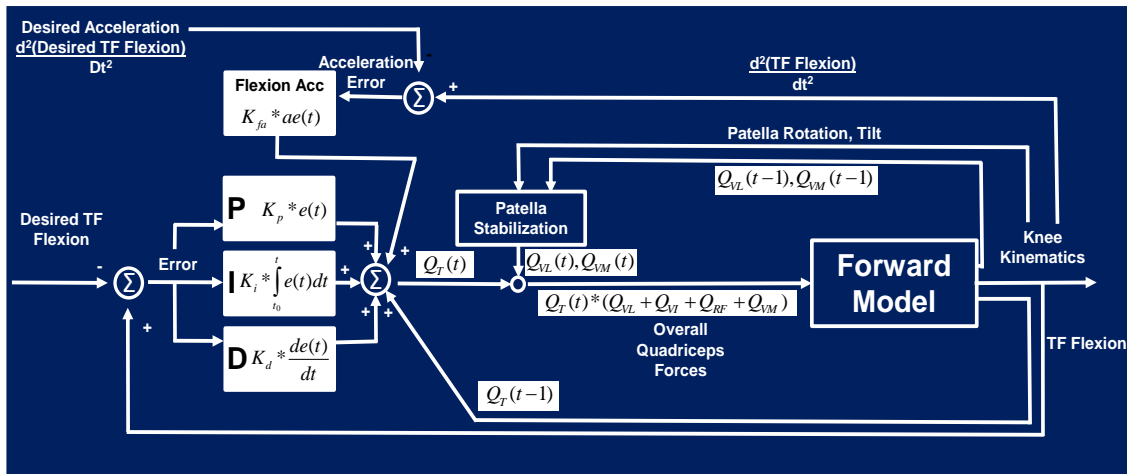 Desired Acceleration
d²(Desired TF Flexion)
Dt²
-
Acceleration
Error
+
d²(TF Flexion)
dt²
Flexion Acc
K_fa * ae(t)
Σ
Patella Rotation, Tilt
Q_VL(t−1), Q_VM(t−1)
Patella
Stabilization
P K_p * e(t)
Desired TF
Flexion
-
Error
Σ
+
I K_i * ∫_{t_0}^{t} e(t)dt
D K_d * de(t)/dt
+
+
+
+
+
Σ
Q_T(t)
Q_VL(t), Q_VM(t)
Q_T(t) * (Q_VL + Q_VI + Q_RF + Q_VM)
Overall
Quadriceps
Forces
Forward
Model
Knee
Kinematics
TF Flexion
Q_T(t−1)